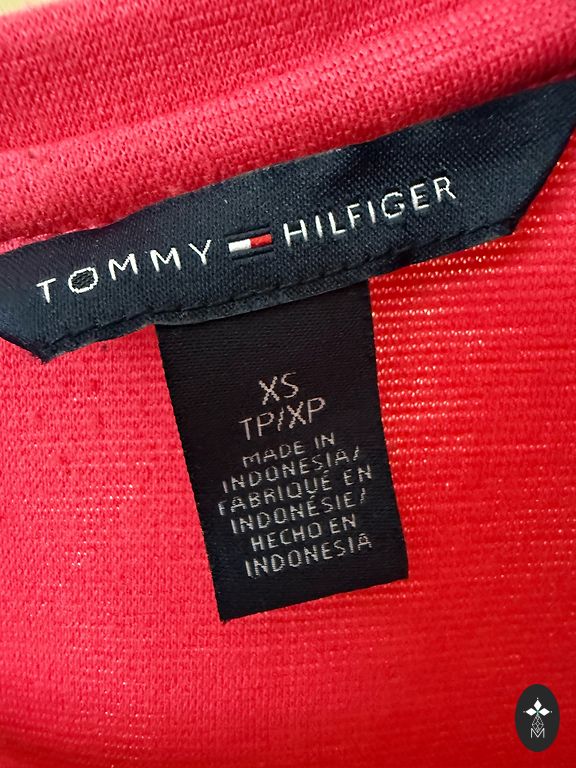 TOMMY HILFIGER
XS
TP/XP
MADE IN
INDONESIA/
FABRIQUÉ EN
INDONÉSIE/
HECHO EN
INDONESIA
M